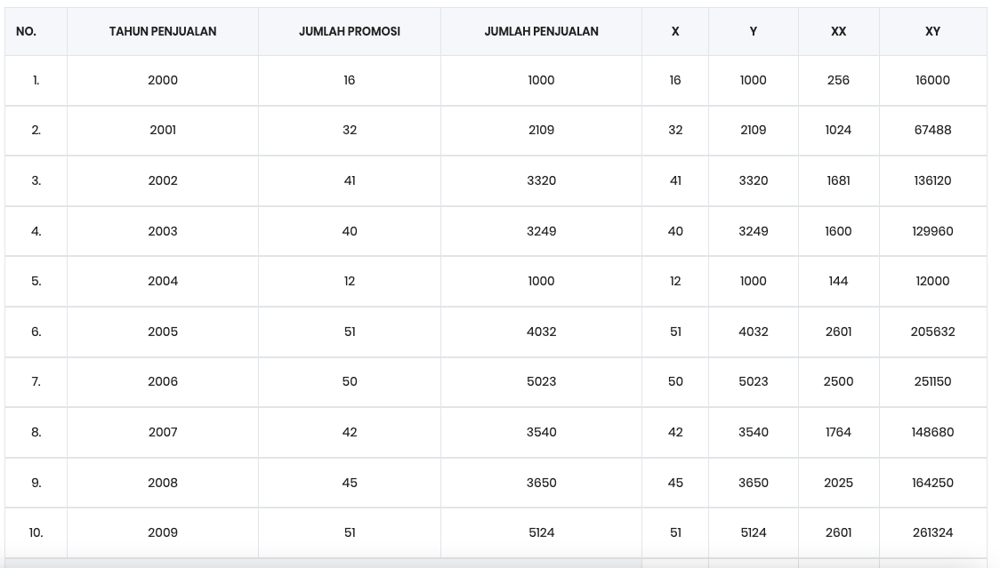 NO. TAHUN PENJUALAN JUMLAH PROMOSI JUMLAH PENJUALAN X Y XX XY
1. 2000 16 1000 16 1000 256 16000
2. 2001 32 2109 32 2109 1024 67488
3. 2002 41 3320 41 3320 1681 136120
4. 2003 40 3249 40 3249 1600 129960
5. 2004 12 1000 12 1000 144 12000
6. 2005 51 4032 51 4032 2601 205632
7. 2006 50 5023 50 5023 2500 251150
8. 2007 42 3540 42 3540 1764 148680
9. 2008 45 3650 45 3650 2025 164250
10. 2009 51 5124 51 5124 2601 261324